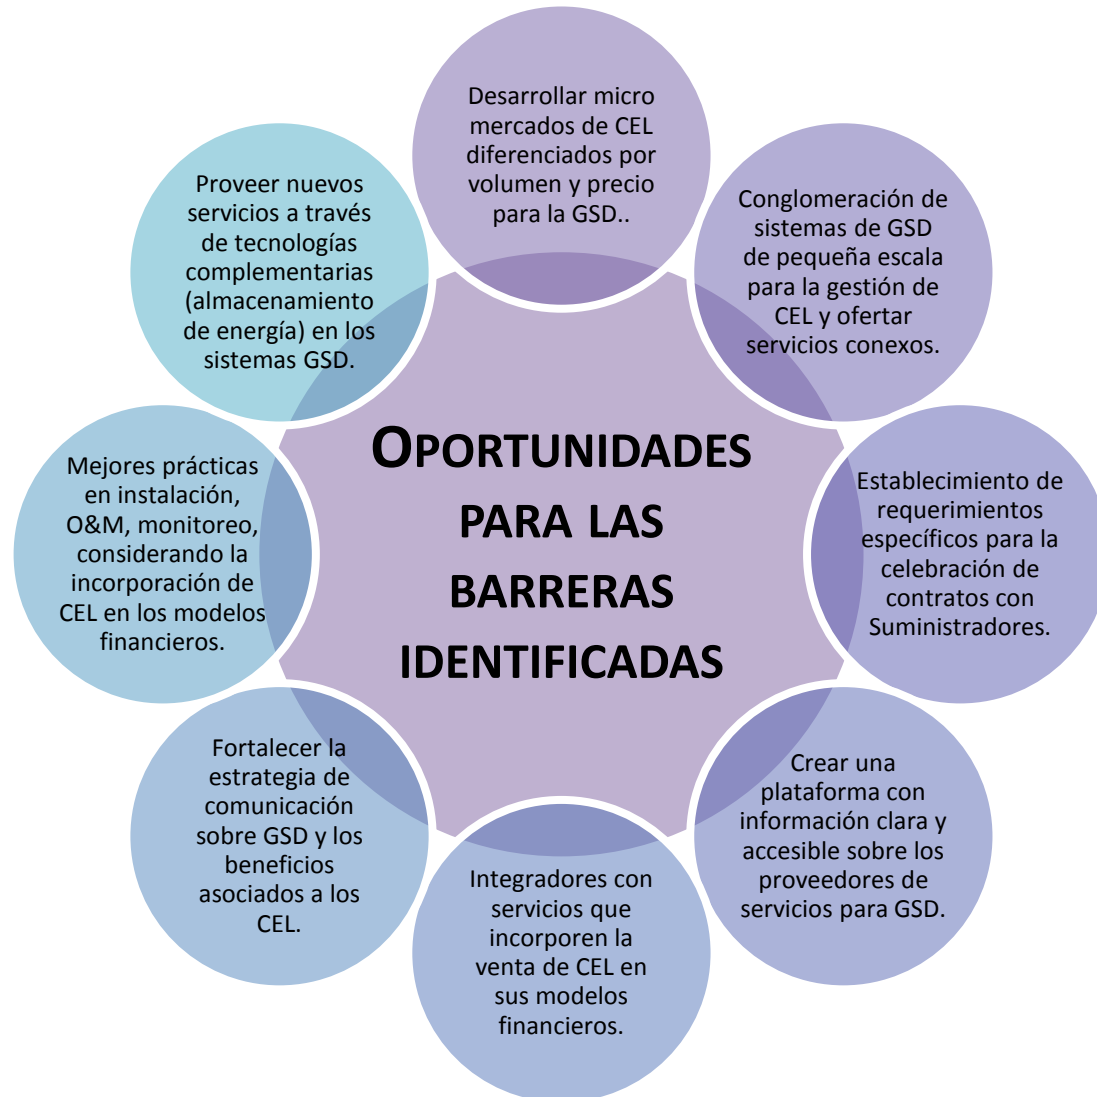 Desarrollar micro
mercados de CEL
diferenciados por
volumen y precio
para la GSD..
Conglomeración de
sistemas de GSD
de pequeña escala
para la gestión de
CEL y ofertar
servicios conexos.
Establecimiento de
requerimientos
específicos para la
celebración de
contratos con
Suministradores.
Crear una
plataforma con
información clara y
accesible sobre los
proveedores de
servicios para GSD.
Integradores con
servicios que
incorporen la
venta de CEL en
sus modelos
financieros.
Fortalecer la
estrategia de
comunicación
sobre GSD y los
beneficios
asociados a los
CEL.
Mejores prácticas
en instalación,
O&M, monitoreo,
considerando la
incorporación de
CEL en los modelos
financieros.
Proveer nuevos
servicios a través
de tecnologías
complementarias
(almacenamiento
de energía) en los
sistemas GSD.
OPORTUNIDADES
PARA LAS
BARRERAS
IDENTIFICADAS